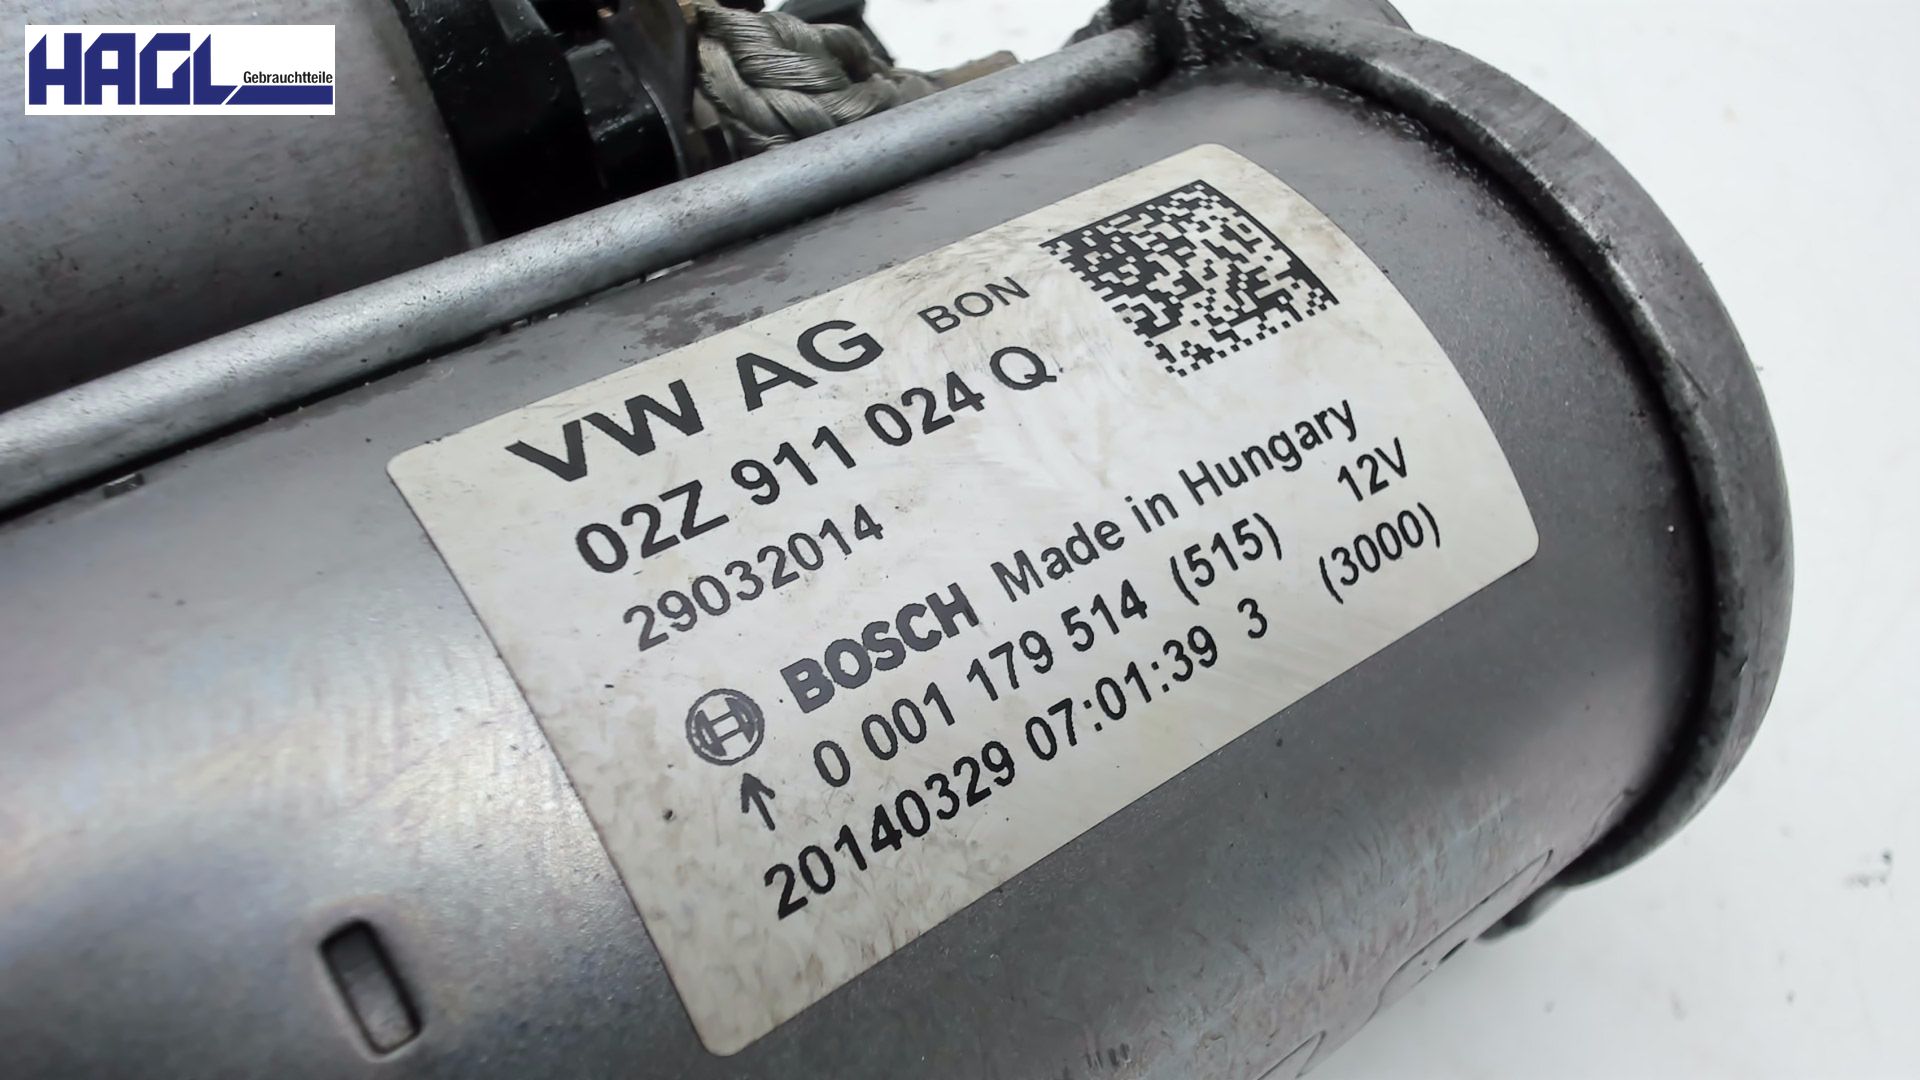 HAGL
Gebrauchtteile
VW AG BON
02Z 911 024 Q
29032014
BOSCH Made in Hungary
0 001 179 514 (515) 12V
20140329 07:01:39 3 (3000)